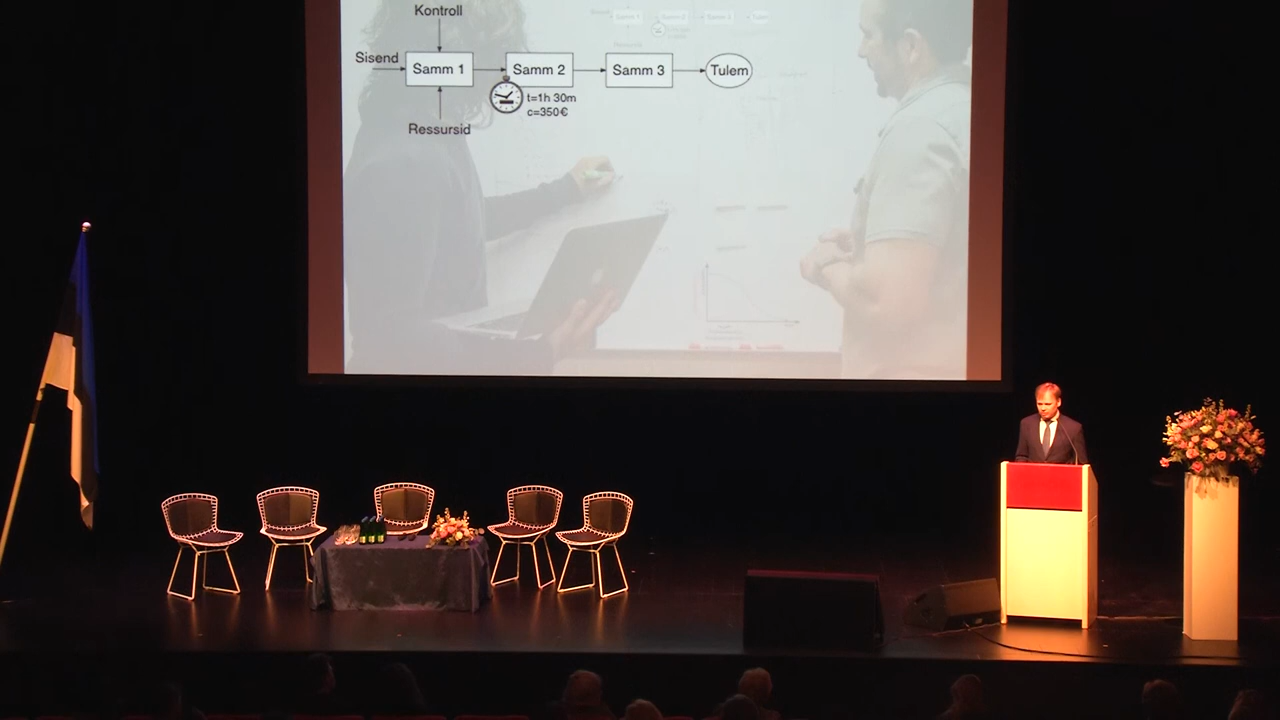 Kontroll
Sisend
Samm 1
Samm 2
Samm 3
Tulem
t=1h 30m
c=350€
Ressursid